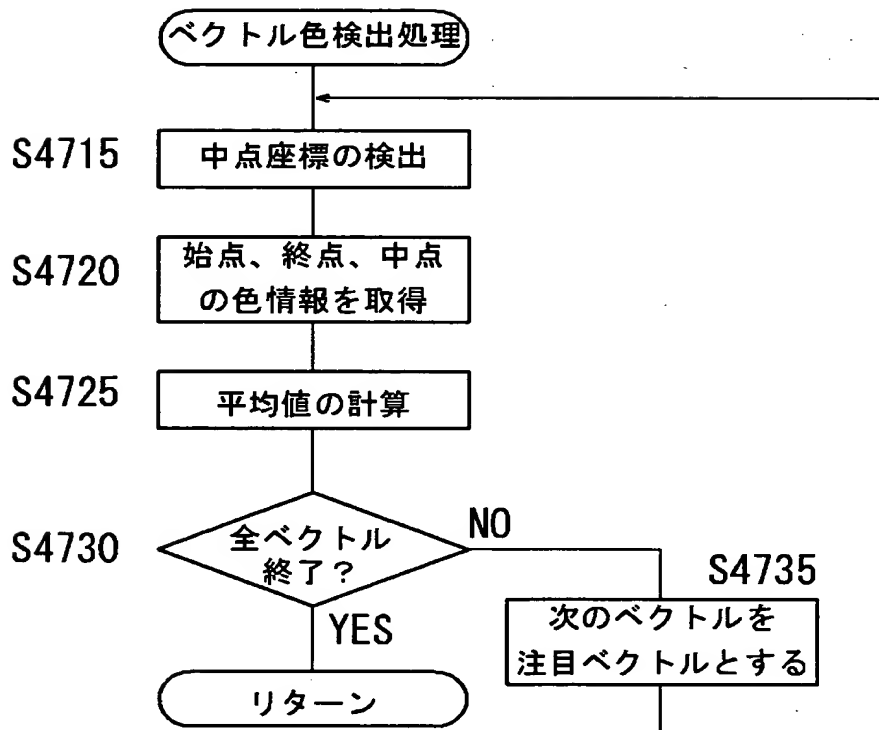 ベクトル色検出処理
S4715
中点座標の検出
S4720
始点、終点、中点
の色情報を取得
S4725
平均値の計算
S4730
全ベクトル
終了?
NO
YES
S4735
次のベクトルを
注目ベクトルとする
リターン